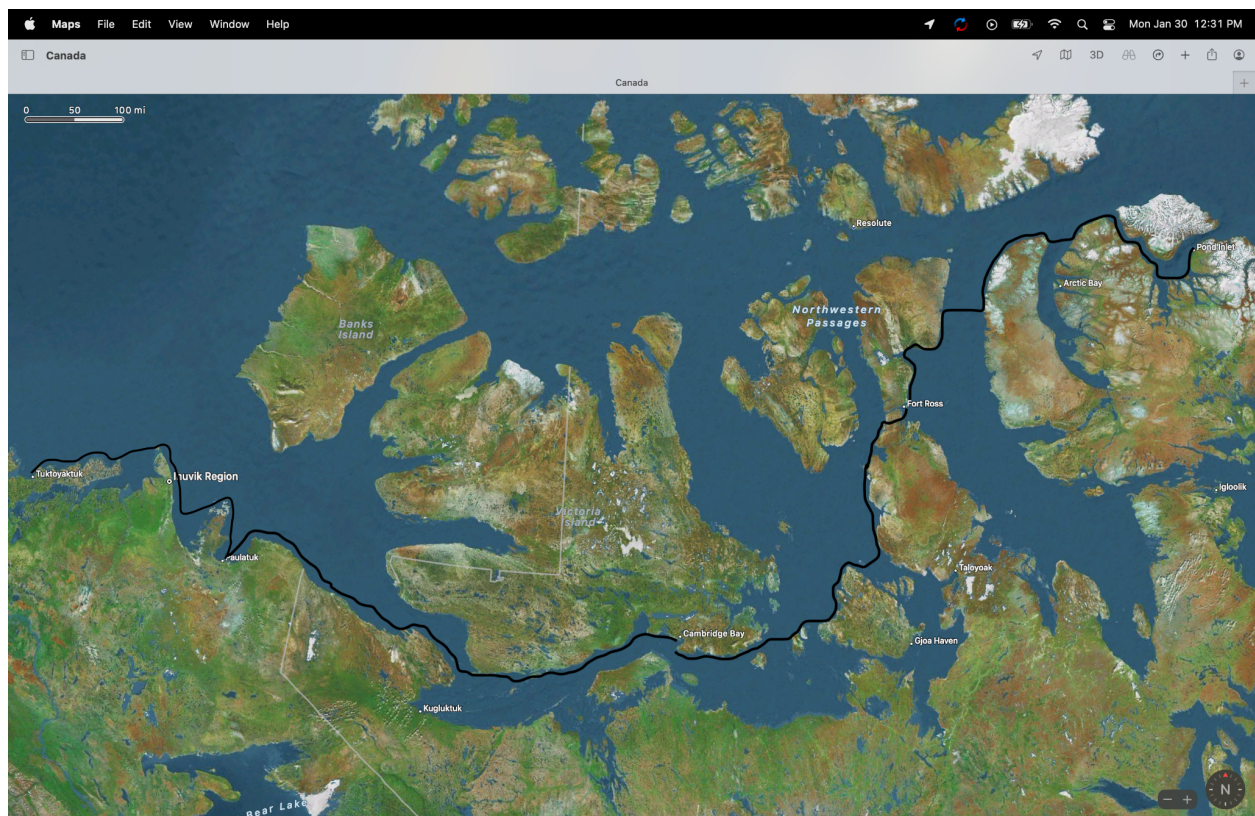 Maps File Edit View Window Help Mon Jan 30 12:31 PM
Canada 3D
Canada
0 50 100 mi
Resolute
Pond Inlet
Arctic Bay
Northwestern
Passages
Banks
Island
Fort Ross
Tuktoyaktuk
Inuvik Region
Igloolik
Victoria
Island
Paulatuk
Taloyoak
Cambridge Bay
Gjoa Haven
Kugluktuk
Bear Lake
N